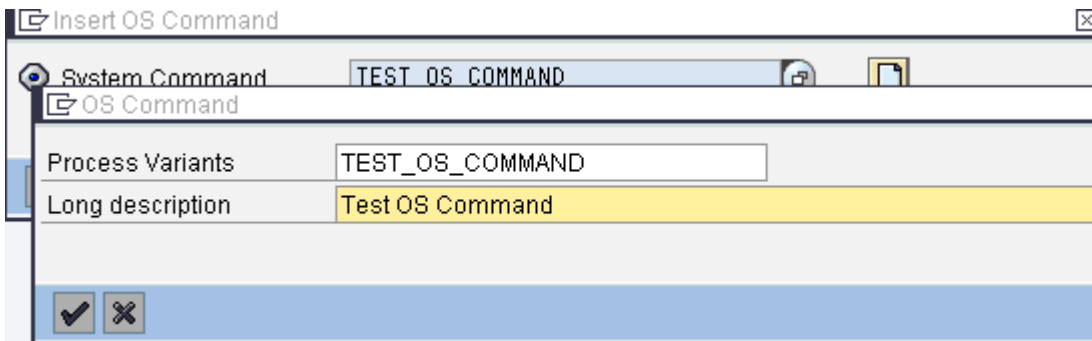 Insert OS Command
System Command TEST_OS_COMMAND
OS Command
Process Variants TEST_OS_COMMAND
Long description Test OS Command